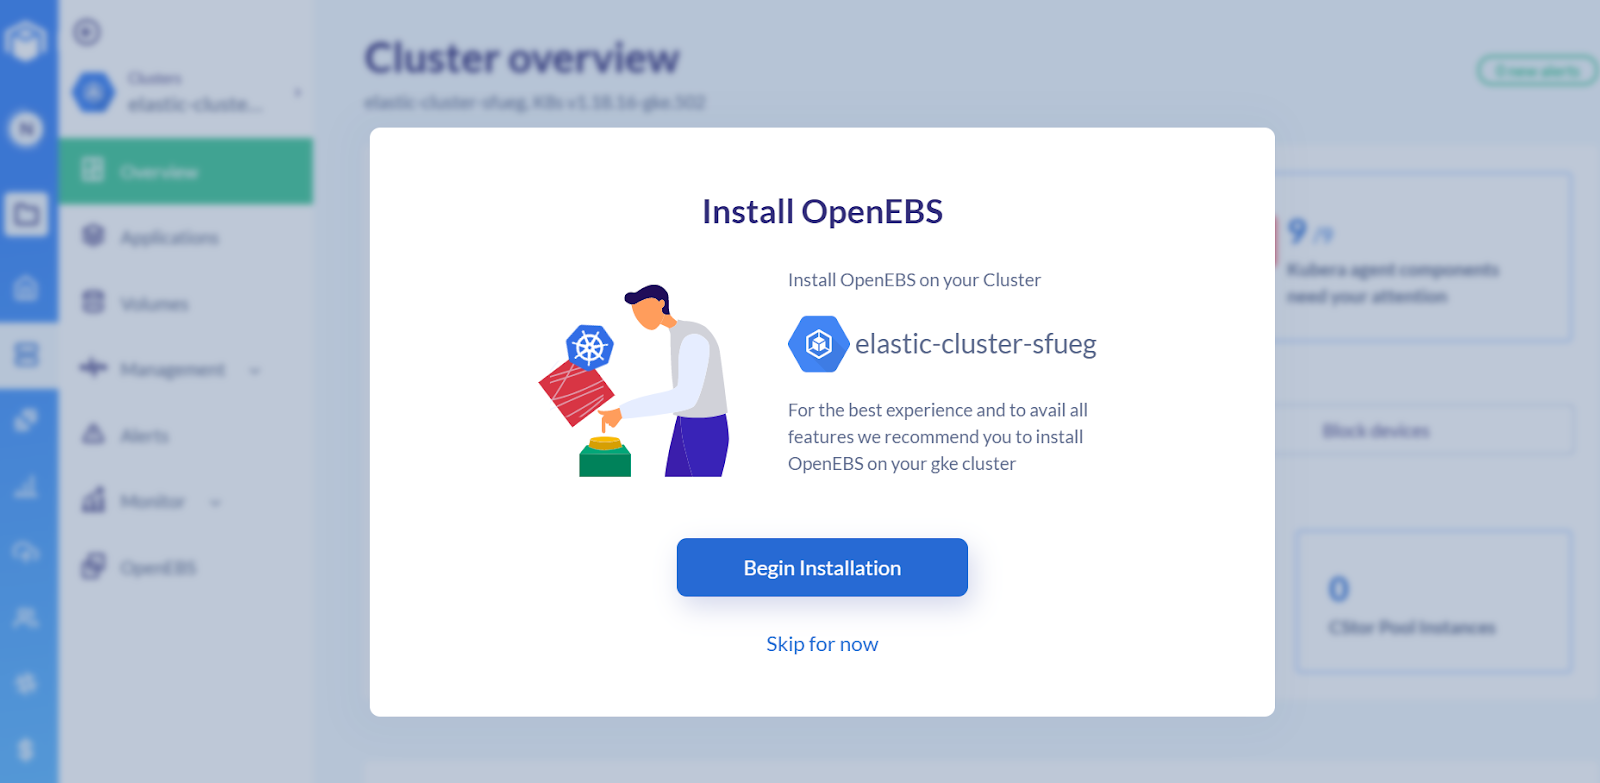 Clusters
elastic-cluste...
N
Overview
Applications
Volumes
Management
Alerts
Monitor
OpenEBS
Cluster overview
elastic-cluster-sfueg, K8s v1.18.16-gke.502
0 new alerts
Install OpenEBS
Install OpenEBS on your Cluster
elastic-cluster-sfueg
For the best experience and to avail all
features we recommend you to install
OpenEBS on your gke cluster
Begin Installation
Skip for now
9 /9
Kubera agent components
need your attention
Block devices
0
CStor Pool Instances